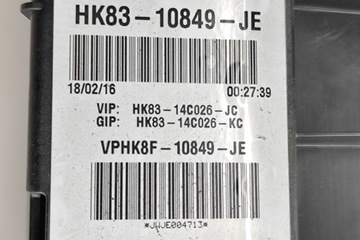 HK83-10849-JE
18/02/16 00:27:39
VIP: HK83-14C026-JC
GIP: HK83-14C026-KC
VPHK8F-10849-JE
*JWJE004713*